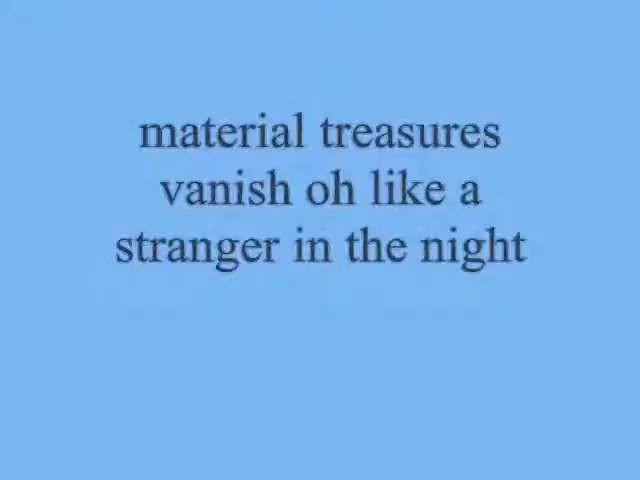 material treasures
vanish oh like a
stranger in the night